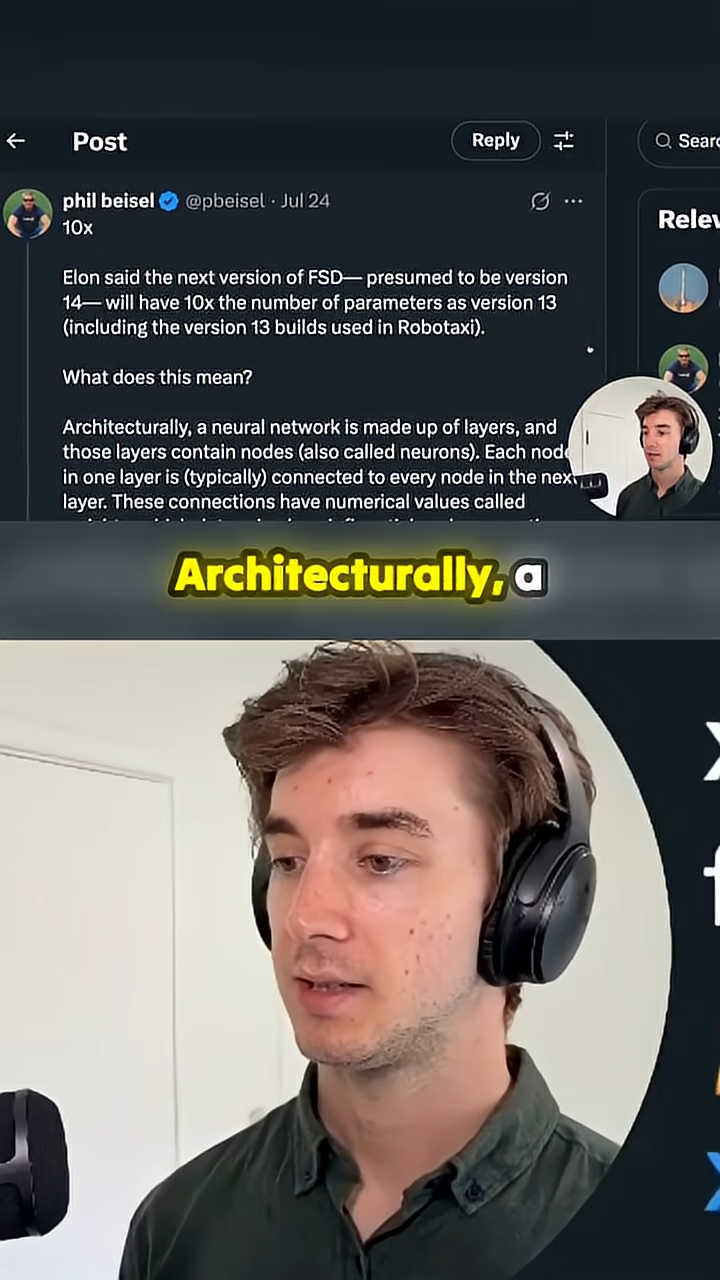 Post
Reply
Sear
phil beisel @pbeisel · Jul 24
10x
Relev
Elon said the next version of FSD— presumed to be version
14— will have 10x the number of parameters as version 13
(including the version 13 builds used in Robotaxi).
What does this mean?
Architecturally, a neural network is made up of layers, and
those layers contain nodes (also called neurons). Each node
in one layer is (typically) connected to every node in the next
layer. These connections have numerical values called
Architecturally, a